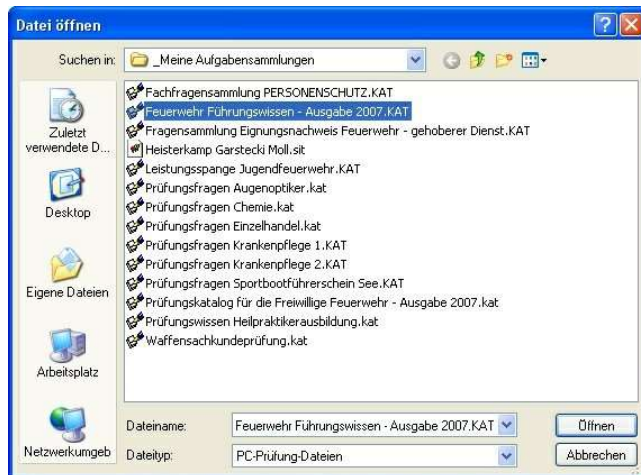 Datei öffnen
Suchen in:
_Meine Aufgabensammlungen
Zuletzt
verwendete D...
Desktop
Eigene Dateien
Arbeitsplatz
Netzwerkumgeb
Fachfragensammlung PERSONENSCHUTZ.KAT
Feuerwehr Führungswissen - Ausgabe 2007.KAT
Fragensammlung Eignungsnachweis Feuerwehr - gehoberer Dienst.KAT
Heisterkamp Garstecki Moll.sit
Leistungsspange Jugendfeuerwehr.KAT
Prüfungsfragen Augenoptiker.kat
Prüfungsfragen Chemie.kat
Prüfungsfragen Einzelhandel.kat
Prüfungsfragen Krankenpflege 1.KAT
Prüfungsfragen Krankenpflege 2.KAT
Prüfungsfragen Sportbootführerschein See.KAT
Prüfungskatalog für die Freiwillige Feuerwehr - Ausgabe 2007.kat
Prüfungswissen Heilpraktikerausbildung.kat
Waffensachkundeprüfung.kat
Dateiname:
Feuerwehr Führungswissen - Ausgabe 2007.KAT
Öffnen
Dateityp:
PC-Prüfung-Dateien
Abbrechen